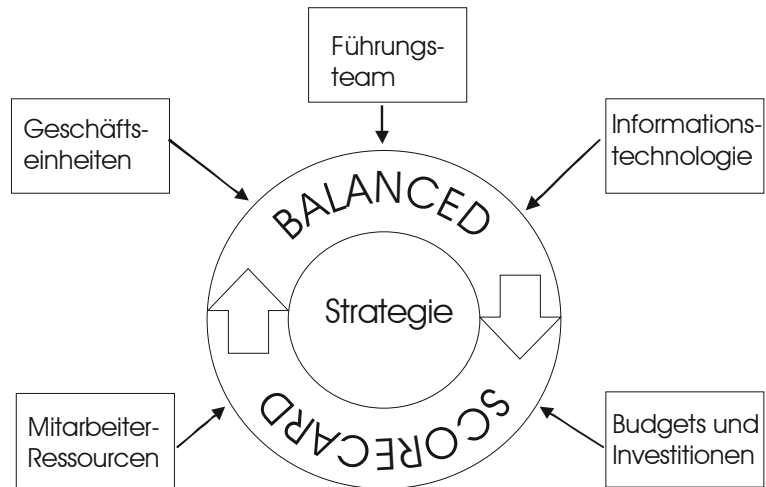 Führungs-
team
Geschäfts-
einheiten
Informations-
technologie
BALANCED
Strategie
SCORECARD
Mitarbeiter-
Ressourcen
Budgets und
Investitionen